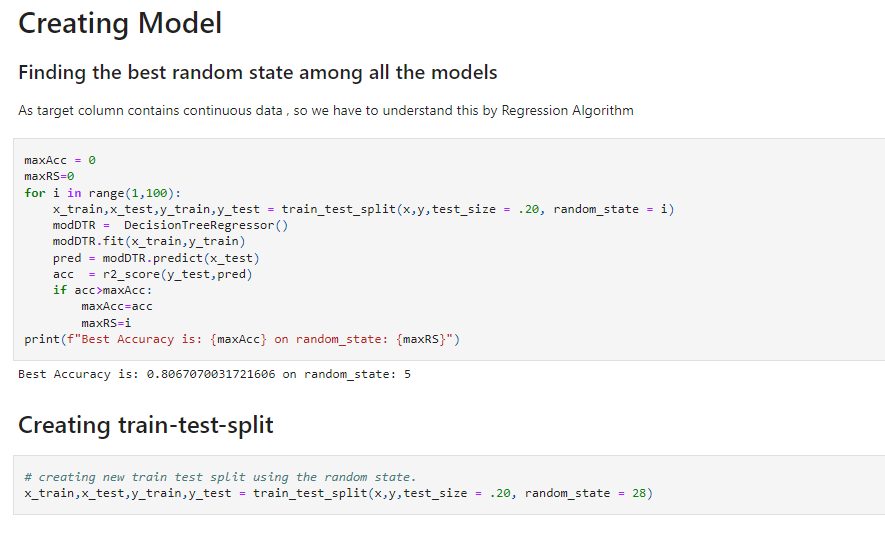 Creating Model
Finding the best random state among all the models
As target column contains continuous data , so we have to understand this by Regression Algorithm
maxAcc = 0
maxRS=0
for i in range(1,100):
    x_train,x_test,y_train,y_test = train_test_split(x,y,test_size = .20, random_state = i)
    modDTR =  DecisionTreeRegressor()
    modDTR.fit(x_train,y_train)
    pred = modDTR.predict(x_test)
    acc  = r2_score(y_test,pred)
    if acc>maxAcc:
        maxAcc=acc
        maxRS=i
print(f"Best Accuracy is: {maxAcc} on random_state: {maxRS}")
Best Accuracy is: 0.8067070031721606 on random_state: 5
Creating train-test-split
# creating new train test split using the random state.
x_train,x_test,y_train,y_test = train_test_split(x,y,test_size = .20, random_state = 28)